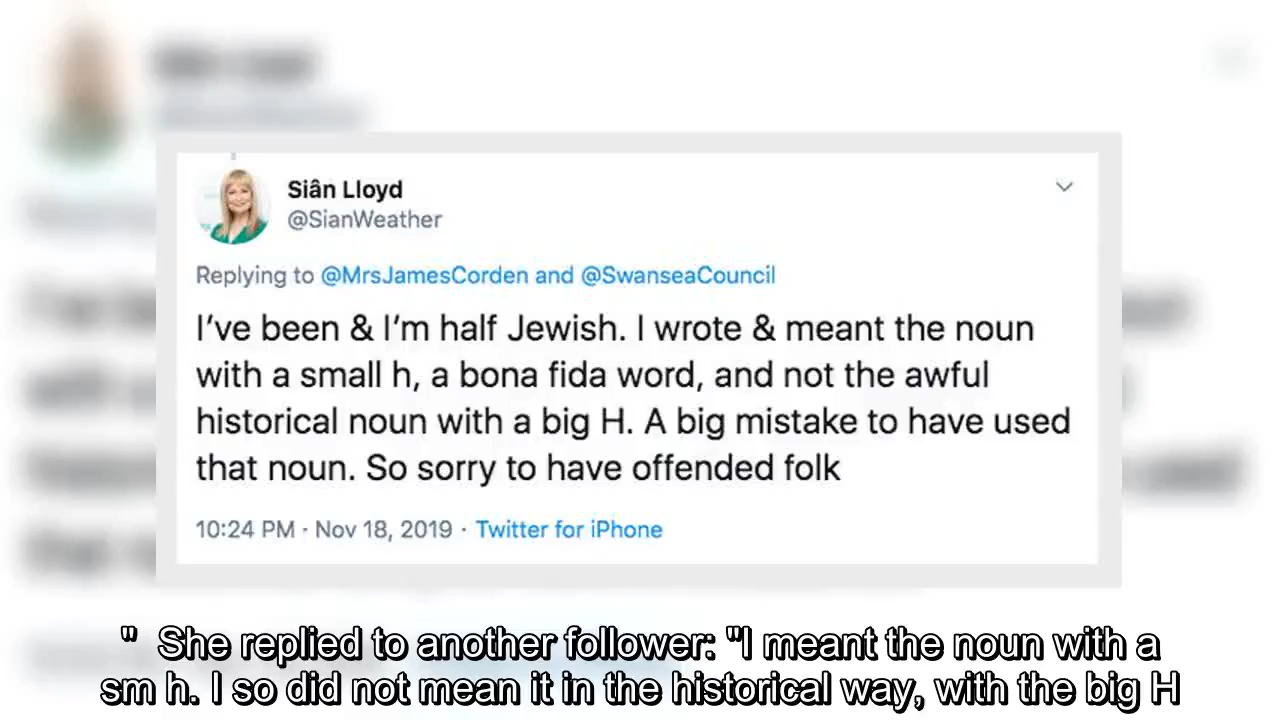 Siân Lloyd
@SianWeather
Replying to @MrsJamesCorden and @SwanseaCouncil
I've been & I'm half Jewish. I wrote & meant the noun
with a small h, a bona fida word, and not the awful
historical noun with a big H. A big mistake to have used
that noun. So sorry to have offended folk
10:24 PM · Nov 18, 2019 · Twitter for iPhone
" She replied to another follower: "I meant the noun with a
sm h. I so did not mean it in the historical way, with the big H